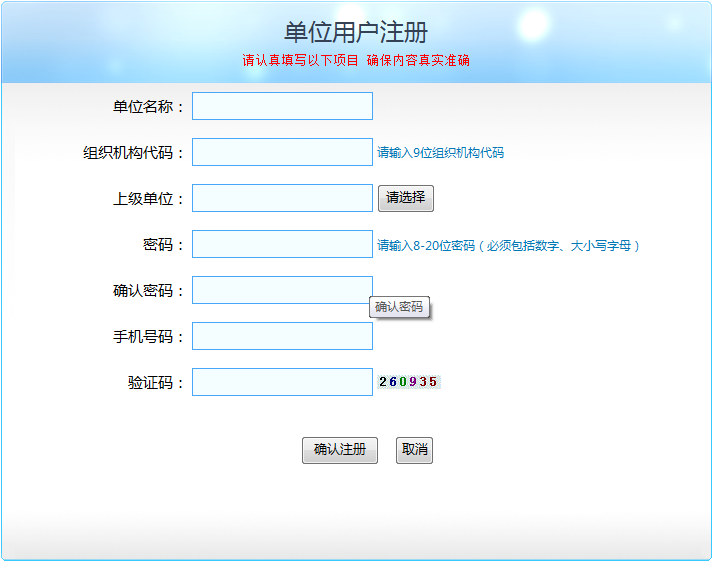 单位用户注册
请认真填写以下项目 确保内容真实准确
单位名称：
组织机构代码： 请输入9位组织机构代码
上级单位： 请选择
密码： 请输入8-20位密码（必须包括数字、大小写字母）
确认密码：
确认密码
手机号码：
验证码： 260935
确认注册 取消